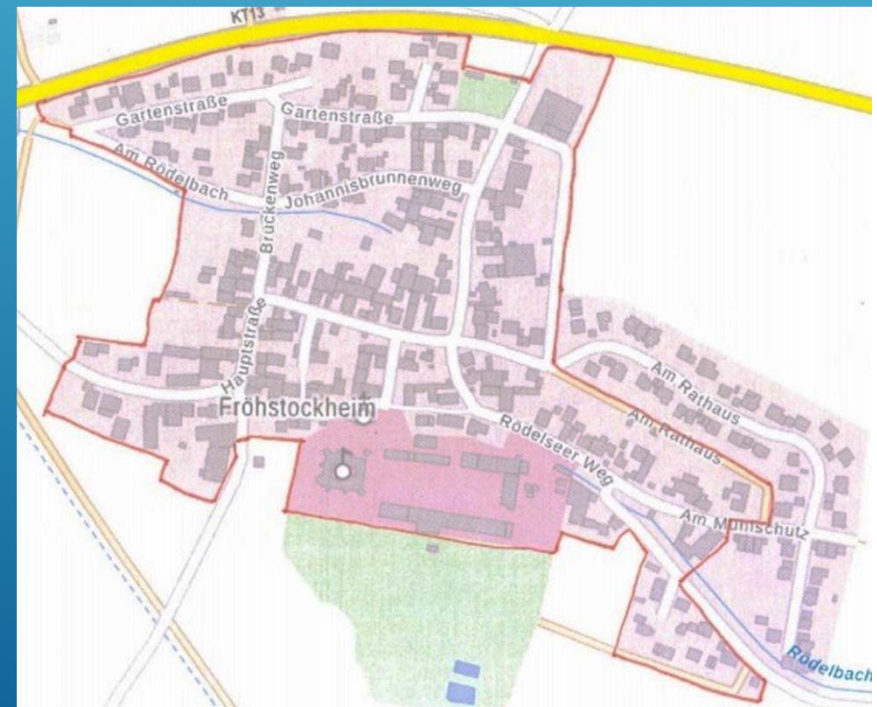 KT13
Gartenstraße
Gartenstraße
Am Rödelbach
Johannisbrunnenweg
Brückenweg
Hauptstraße
Am Rathaus
Fröhstockheim
Am Rathaus
Rödelseer Weg
Am Mühlschutz
Rödelbach